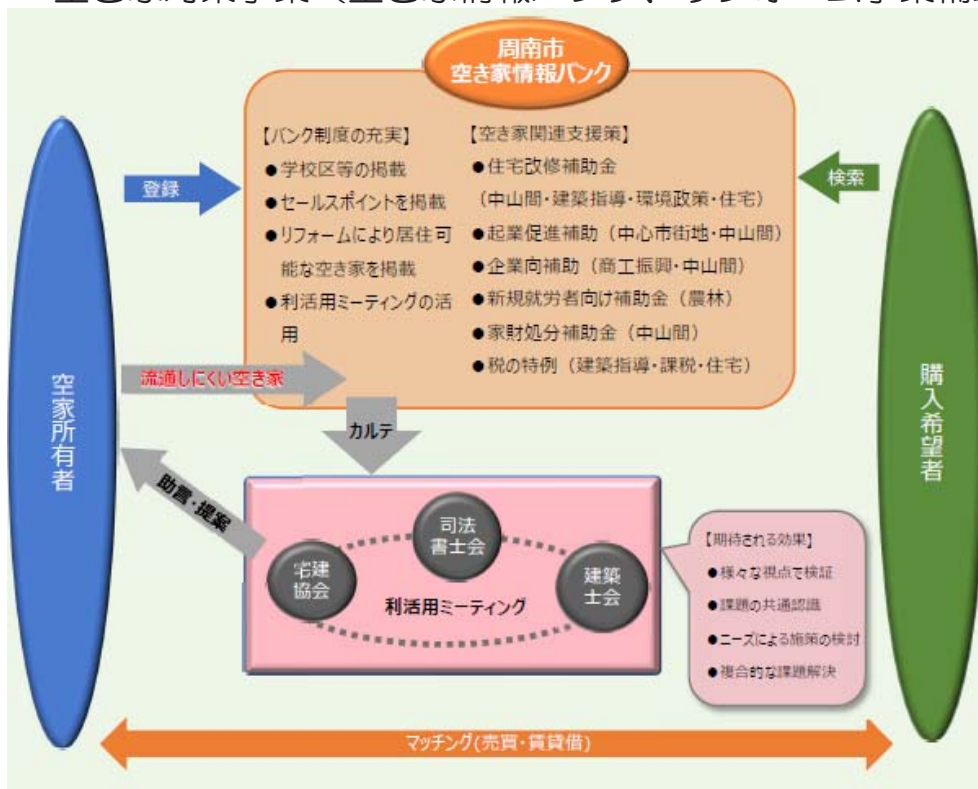 周南市
空き家情報バンク
【バンク制度の充実】
●学校区等の掲載
●セールスポイントを掲載
●リフォームにより居住可
能な空き家を掲載
●利活用ミーティングの活
用
【空き家関連支援策】
●住宅改修補助金
（中山間・建築指導・環境政策・住宅）
●起業促進補助（中心市街地・中山間）
●企業向補助（商工振興・中山間）
●新規就労者向け補助金（農林）
●家財処分補助金（中山間）
●税の特例（建築指導・課税・住宅）
登録
検索
空家所有者
購入希望者
流通しにくい空き家
カルテ
助言・提案
司法
書士会
宅建
協会
建築
士会
利活用ミーティング
【期待される効果】
●様々な視点で検証
●課題の共通認識
●ニーズによる施策の検討
●複合的な課題解決
マッチング(売買・賃貸借)